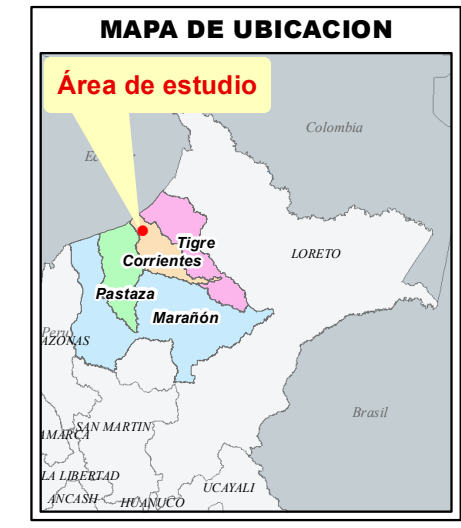 MAPA DE UBICACION
Área de estudio
Colombia
Tigre
LORETO
Corrientes
Pastaza
Marañón
Peru
AZONAS
Brasil
SAN MARTIN
AMARCA
LA LIBERTAD
UCAYALI
ANCASH
HUANUCO